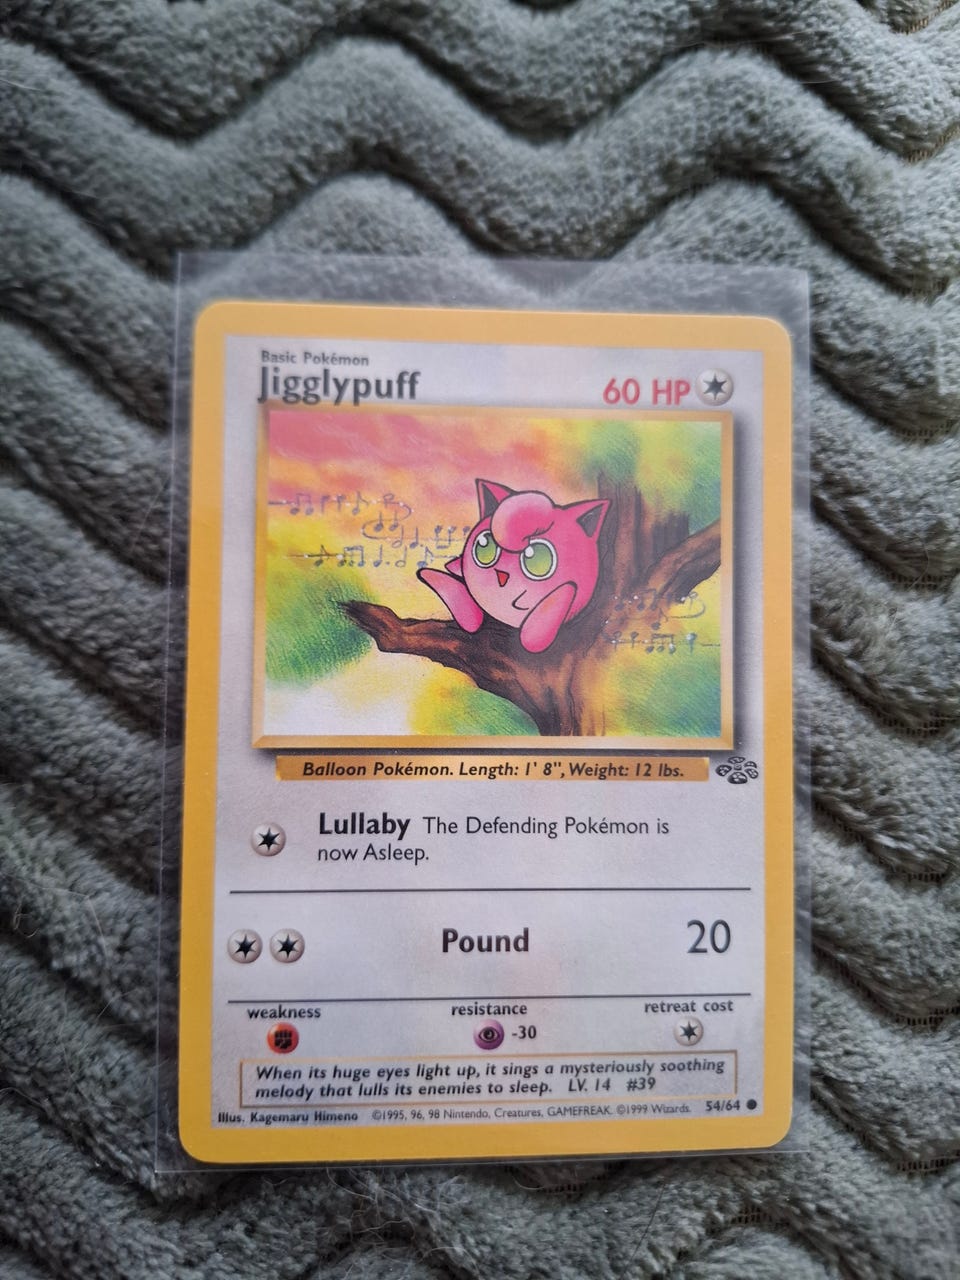 Basic Pokémon
Jigglypuff
60 HP
Balloon Pokémon. Length: 1' 8", Weight: 12 lbs.
Lullaby The Defending Pokémon is
now Asleep.
Pound 20
weakness resistance retreat cost
-30
When its huge eyes light up, it sings a mysteriously soothing
melody that lulls its enemies to sleep. LV. 14 #39
Illus. Kagemaru Himeno ©1995, 96, 98 Nintendo, Creatures, GAMEFREAK. ©1999 Wizards. 54/64